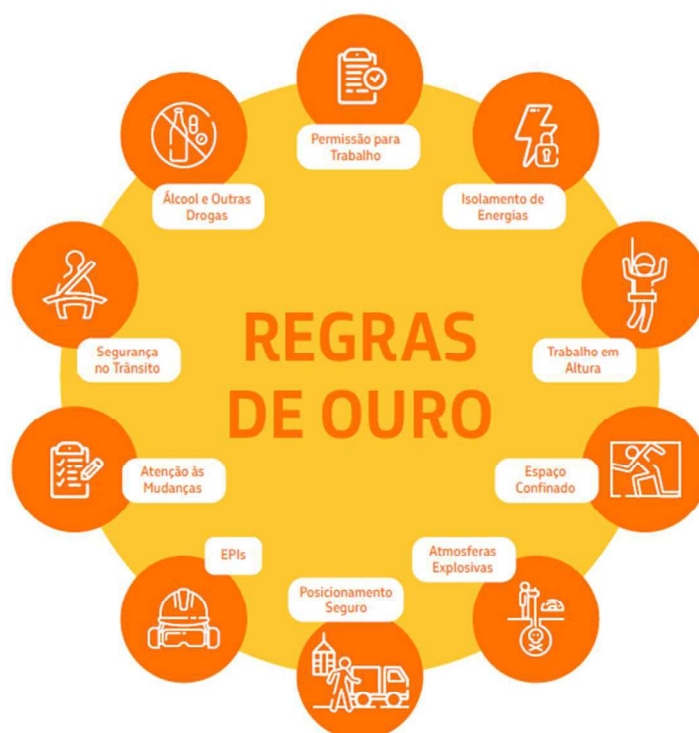 REGRAS
DE OURO
Permissão para
Trabalho
Isolamento de
Energias
Trabalho em
Altura
Espaço
Confinado
Atmosferas
Explosivas
Posicionamento
Seguro
EPIs
Atenção às
Mudanças
Segurança
no Trânsito
Álcool e Outras
Drogas